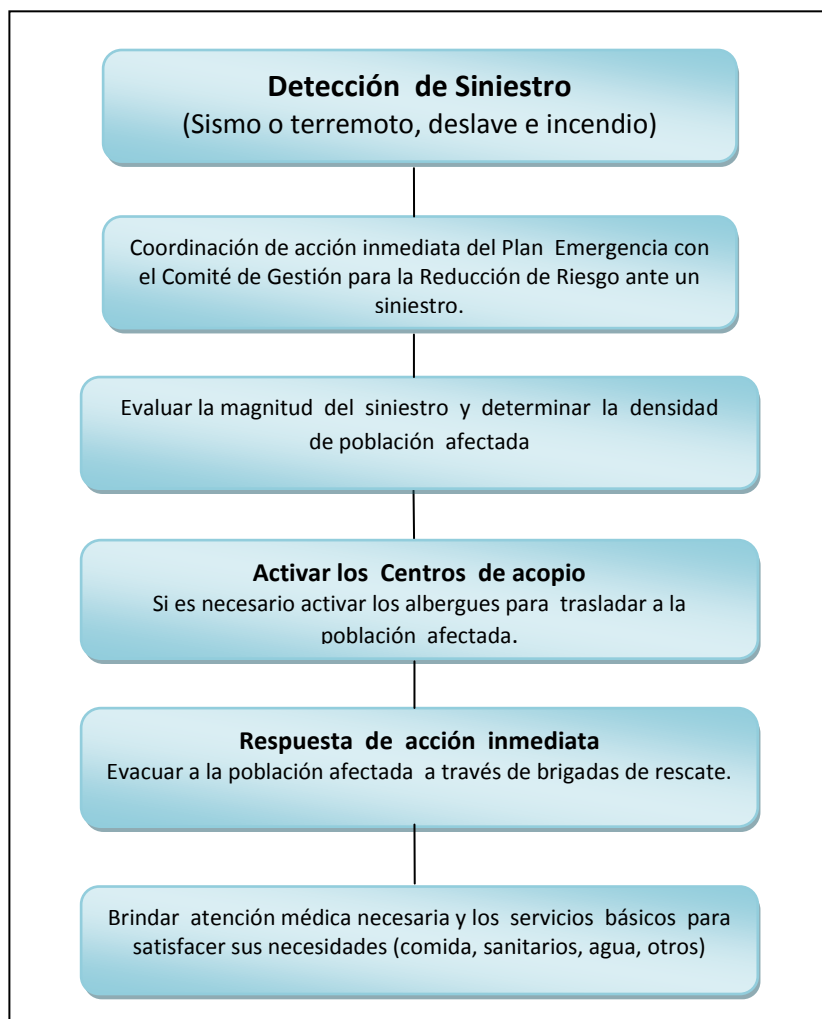 Detección de Siniestro
(Sismo o terremoto, deslave e incendio)
Coordinación de acción inmediata del Plan Emergencia con
el Comité de Gestión para la Reducción de Riesgo ante un
siniestro.
Evaluar la magnitud del siniestro y determinar la densidad
de población afectada
Activar los Centros de acopio
Si es necesario activar los albergues para trasladar a la
población afectada.
Respuesta de acción inmediata
Evacuar a la población afectada a través de brigadas de rescate.
Brindar atención médica necesaria y los servicios básicos para
satisfacer sus necesidades (comida, sanitarios, agua, otros)